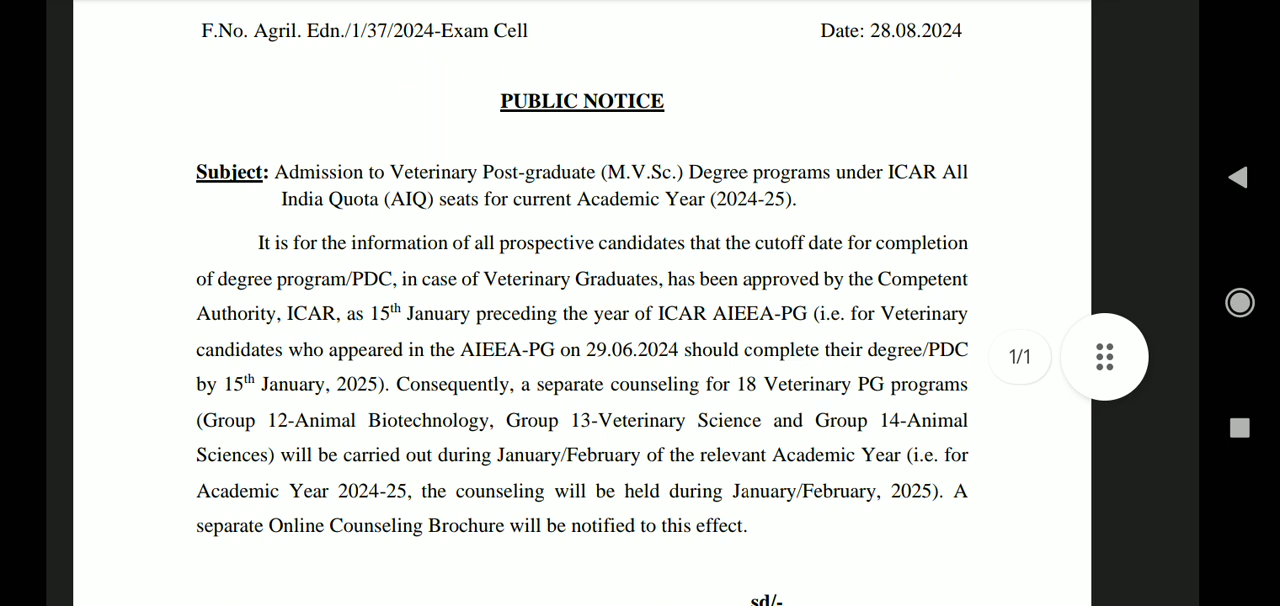 F.No. Agril. Edn./1/37/2024-Exam Cell Date: 28.08.2024
PUBLIC NOTICE
Subject: Admission to Veterinary Post-graduate (M.V.Sc.) Degree programs under ICAR All
India Quota (AIQ) seats for current Academic Year (2024-25).
It is for the information of all prospective candidates that the cutoff date for completion
of degree program/PDC, in case of Veterinary Graduates, has been approved by the Competent
Authority, ICAR, as 15th January preceding the year of ICAR AIEEA-PG (i.e. for Veterinary
candidates who appeared in the AIEEA-PG on 29.06.2024 should complete their degree/PDC
by 15th January, 2025). Consequently, a separate counseling for 18 Veterinary PG programs
(Group 12-Animal Biotechnology, Group 13-Veterinary Science and Group 14-Animal
Sciences) will be carried out during January/February of the relevant Academic Year (i.e. for
Academic Year 2024-25, the counseling will be held during January/February, 2025). A
separate Online Counseling Brochure will be notified to this effect.
sd/-
1/1